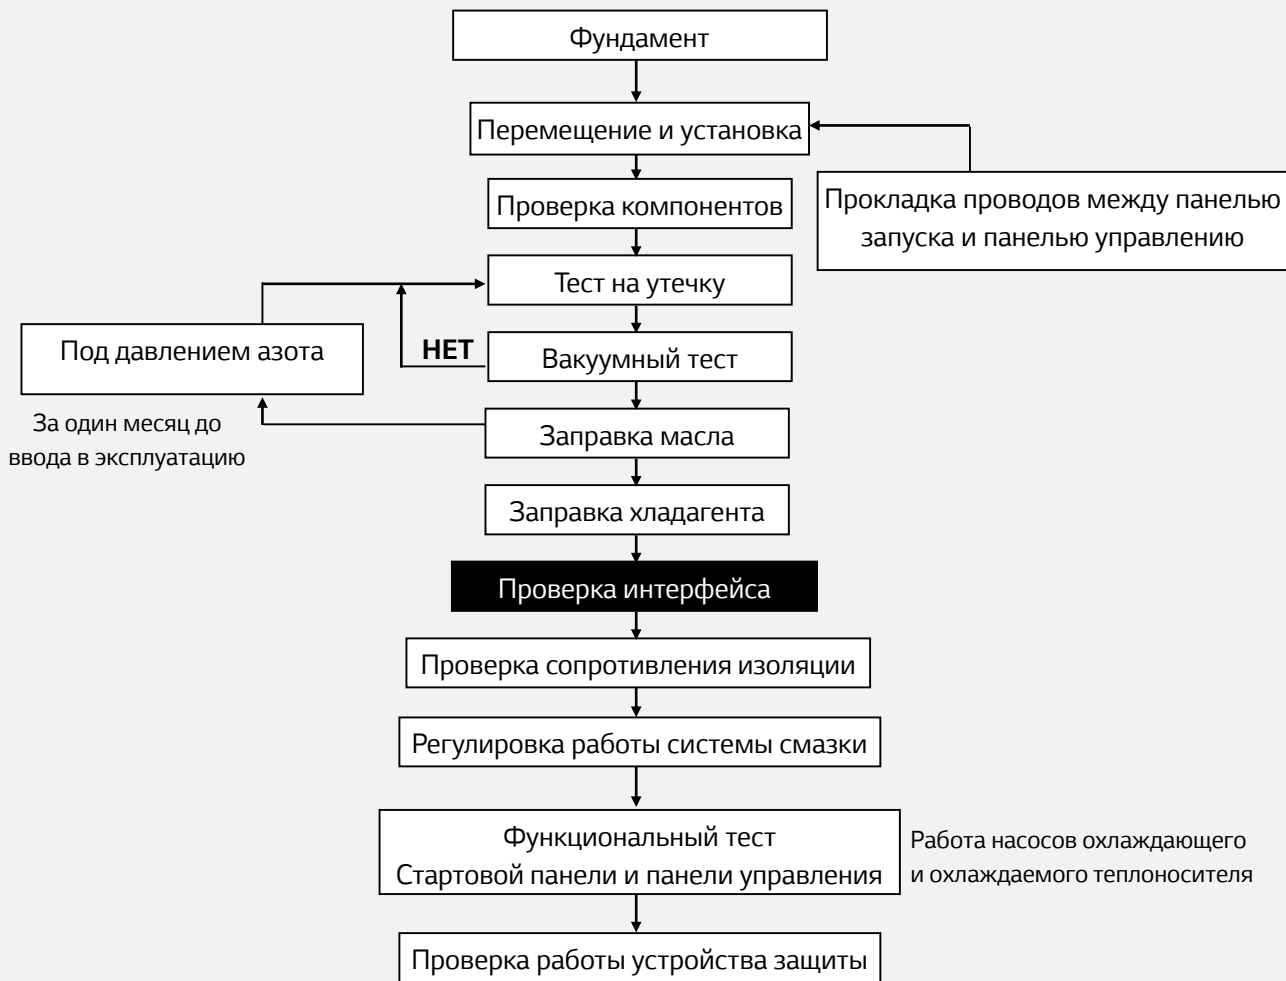 Фундамент
Перемещение и установка
Проверка компонентов
Прокладка проводов между панелью
запуска и панелью управлению
Тест на утечку
Под давлением азота
НЕТ
Вакуумный тест
За один месяц до
ввода в эксплуатацию
Заправка масла
Заправка хладагента
Проверка интерфейса
Проверка сопротивления изоляции
Регулировка работы системы смазки
Функциональный тест
Стартовой панели и панели управления
Работа насосов охлаждающего
и охлаждаемого теплоносителя
Проверка работы устройства защиты